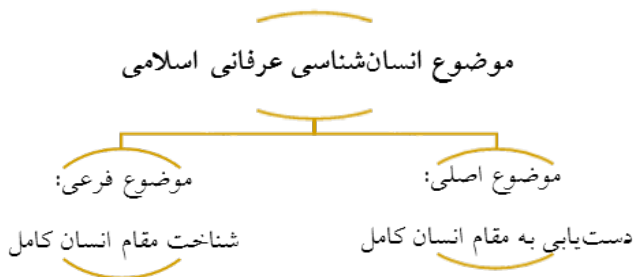 موضوع انسان‌شناسی عرفانی اسلامی
موضوع اصلی:
دست‌یابی به مقام انسان کامل
موضوع فرعی:
شناخت مقام انسان کامل